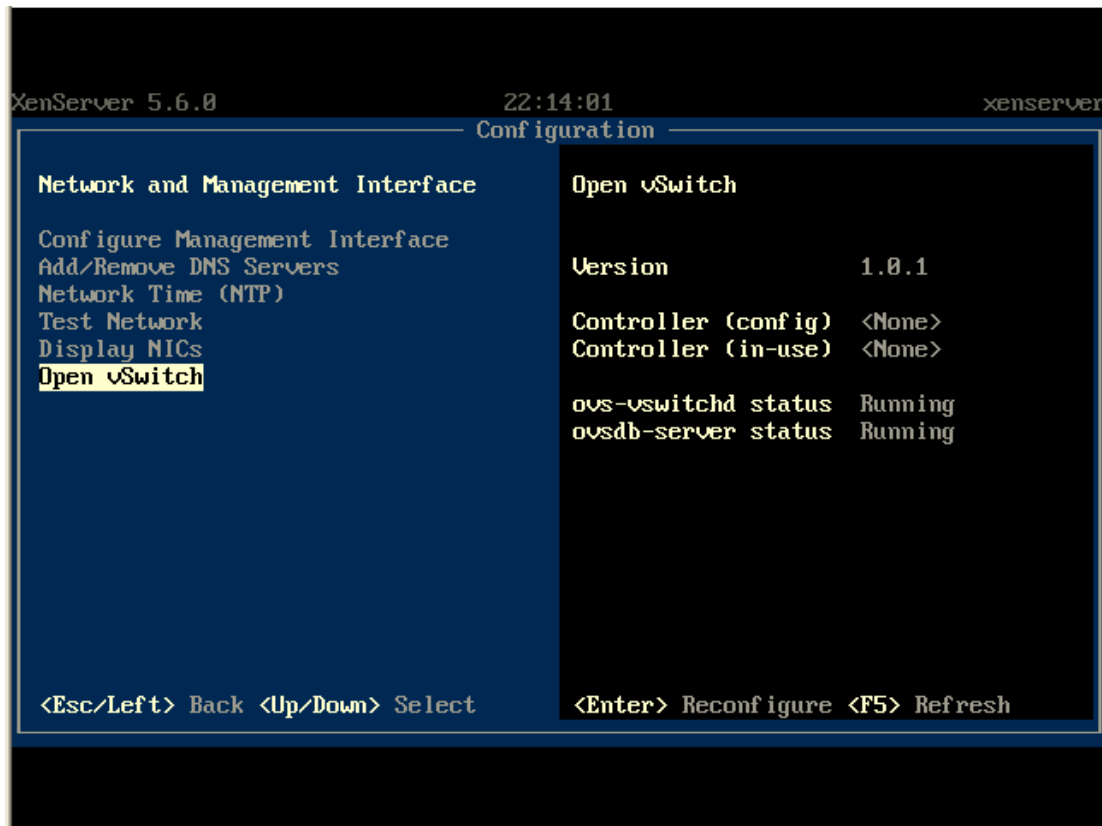 XenServer 5.6.0 22:14:01 xenserver
Configuration
Network and Management Interface
Configure Management Interface
Add/Remove DNS Servers
Network Time (NTP)
Test Network
Display NICs
Open vSwitch
<Esc/Left> Back <Up/Down> Select
Open vSwitch
Version 1.0.1
Controller (config) <None>
Controller (in-use) <None>
ovs-vswitchd status Running
ovsdb-server status Running
<Enter> Reconfigure <F5> Refresh